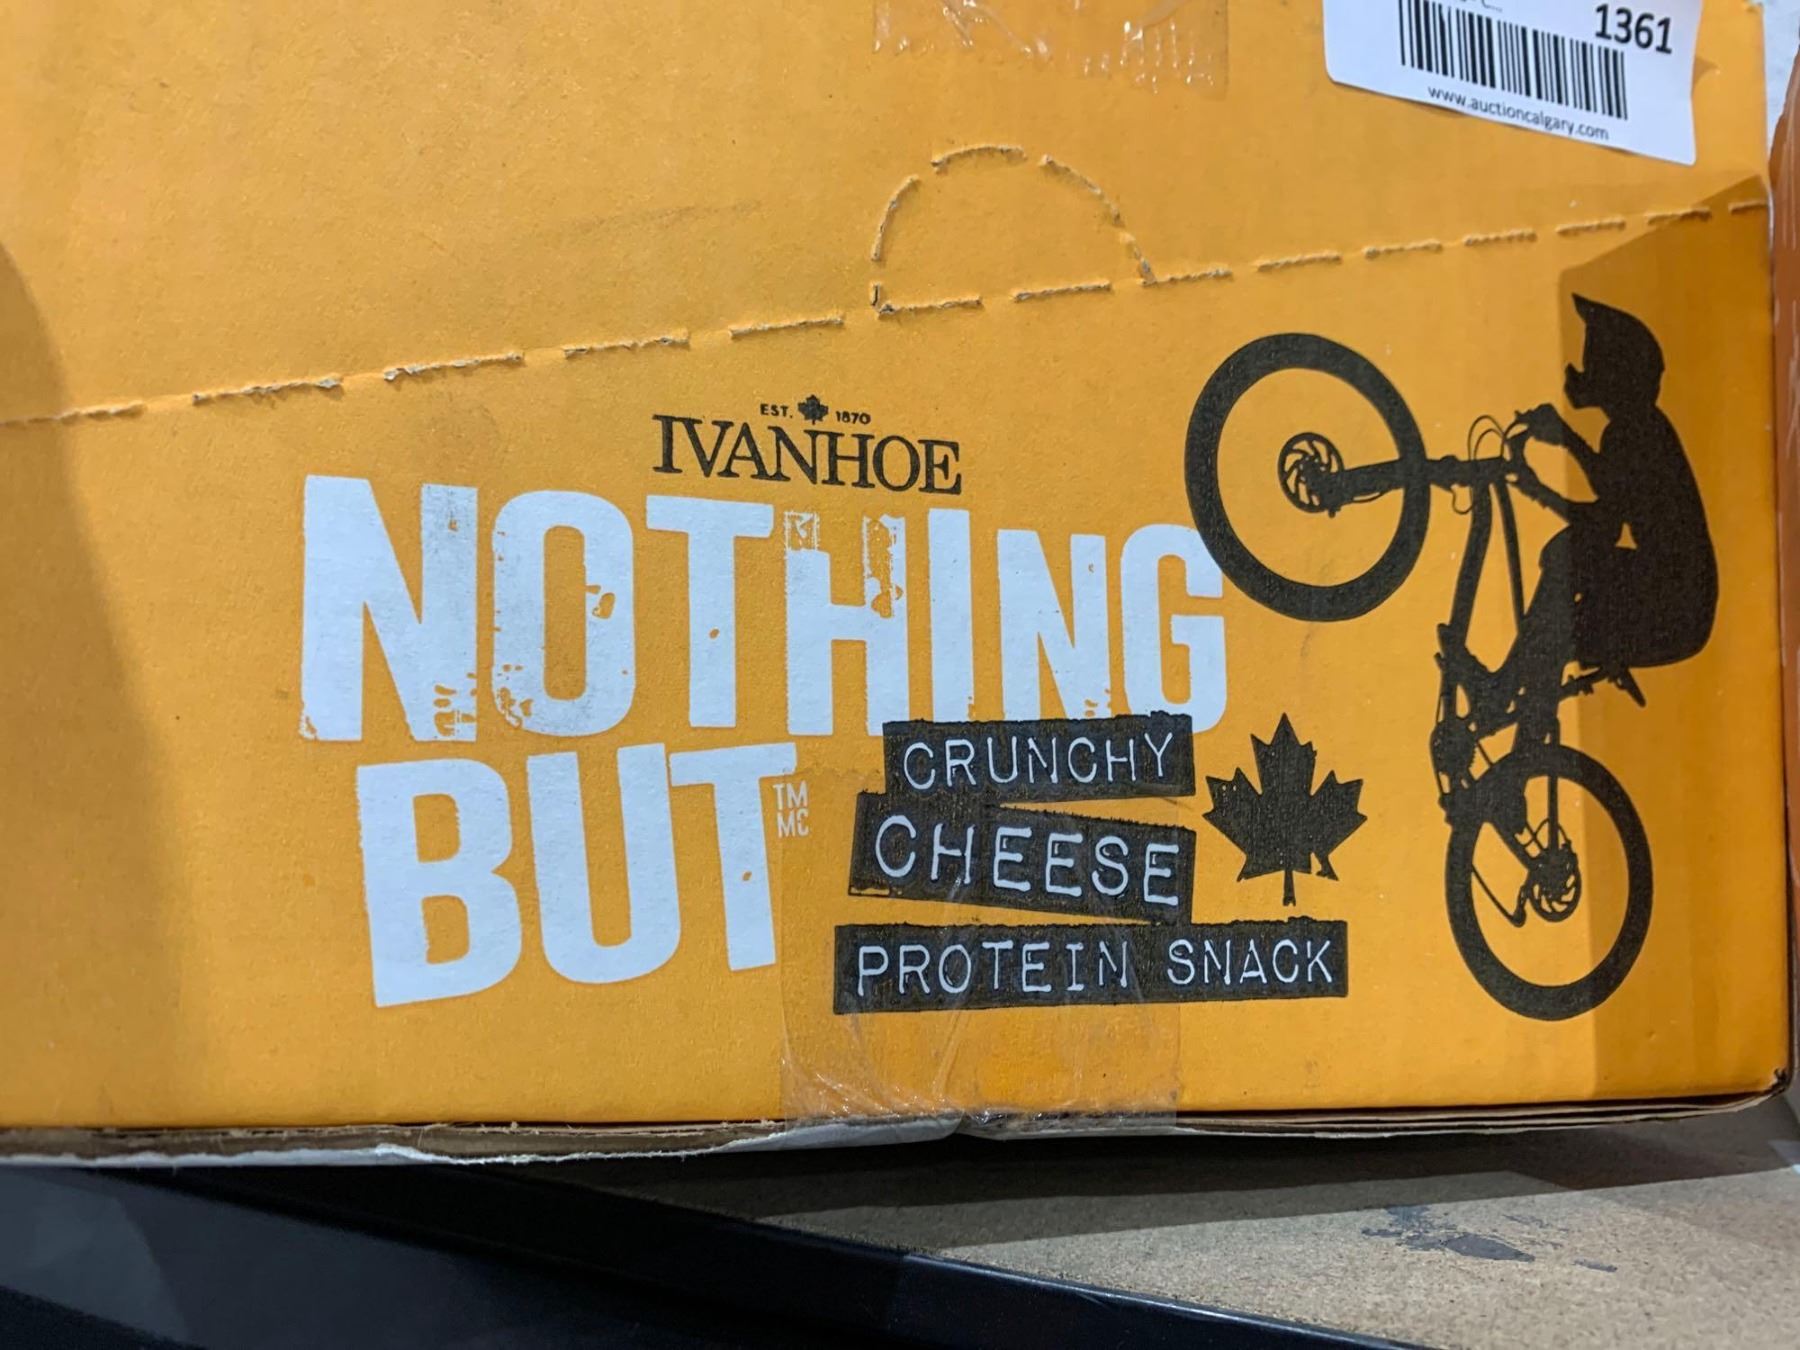 1361
www.auctioncalgary.com
EST. 1870
IVANHOE
NOTHING
BUT
TM
MC
CRUNCHY
CHEESE
PROTEIN SNACK